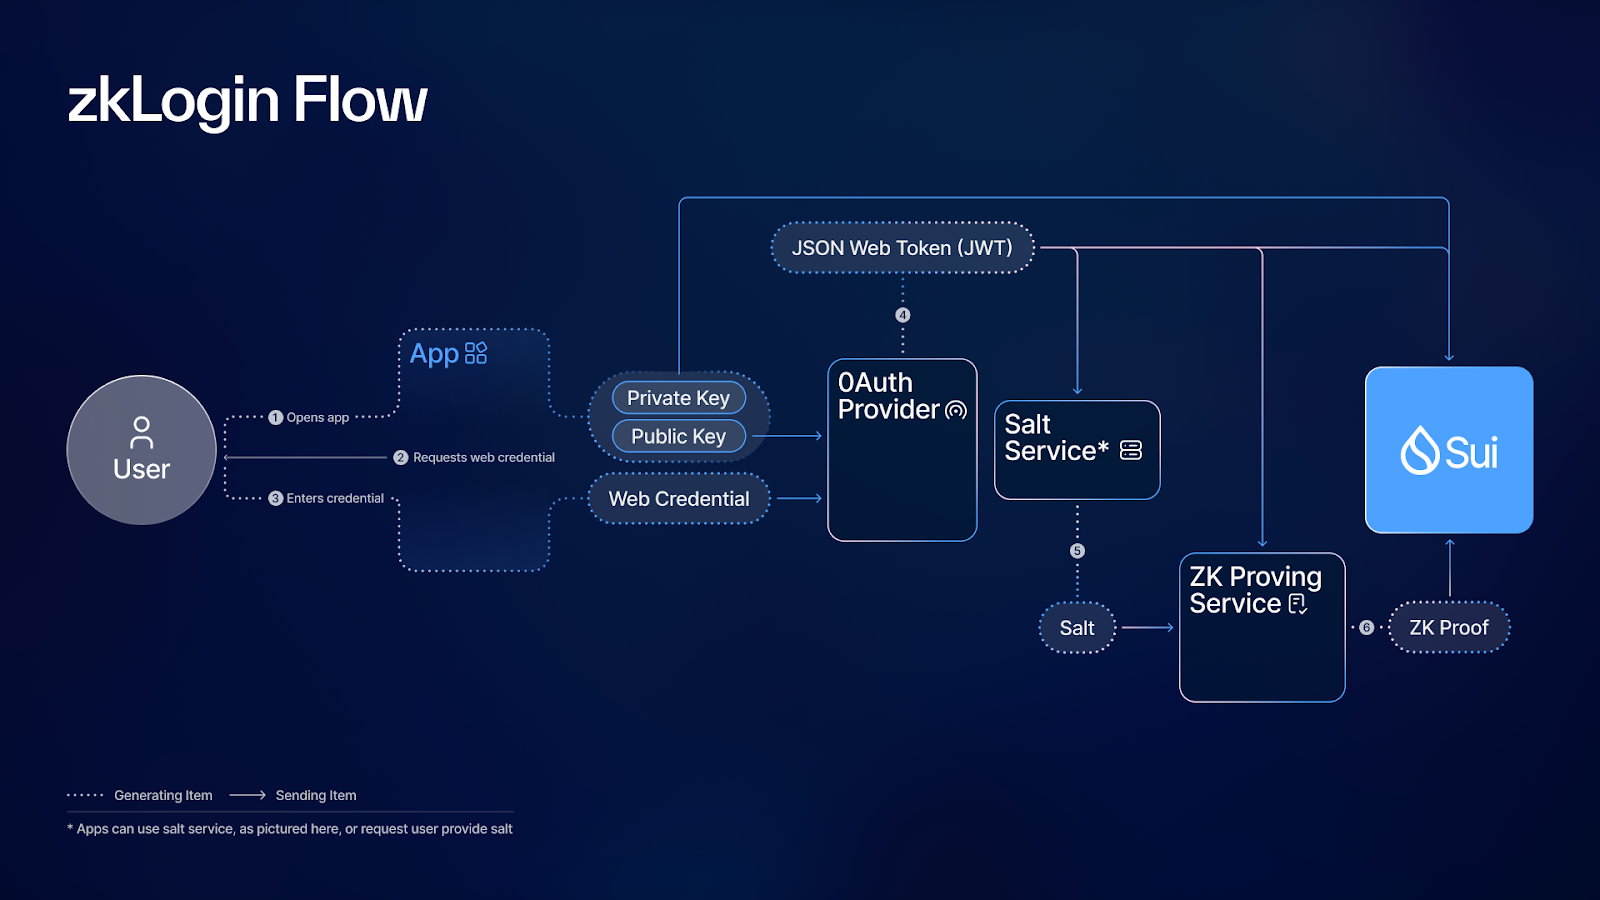 zkLogin Flow
JSON Web Token (JWT)
4
App
Private Key
Public Key
0Auth
Provider
1 Opens app
User
2 Requests web credential
3 Enters credential
Web Credential
Salt
Service*
Sui
5
ZK Proving
Service
Salt
6
ZK Proof
Generating Item
Sending Item
* Apps can use salt service, as pictured here, or request user provide salt